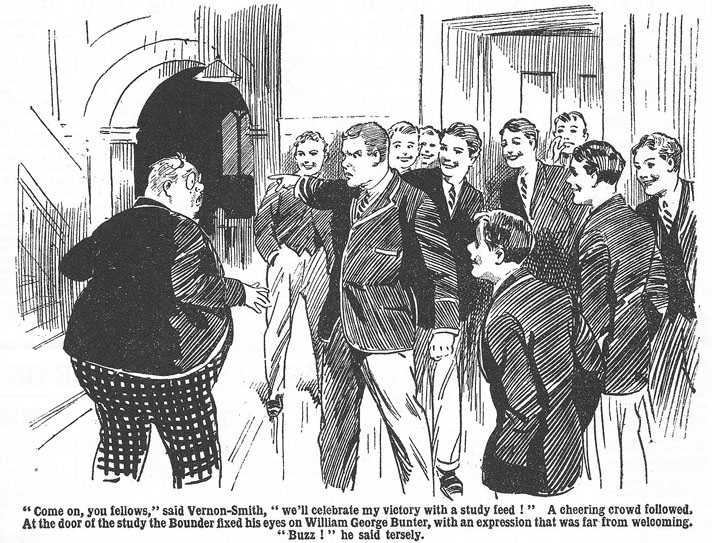 “ Come on, you fellows,” said Vernon-Smith, “ we’ll celebrate my victory with a study feed ! ” A cheering crowd followed.
At the door of the study the Bounder fixed his eyes on William George Bunter, with an expression that was far from welcoming.
“ Buzz ! ” he said tersely.